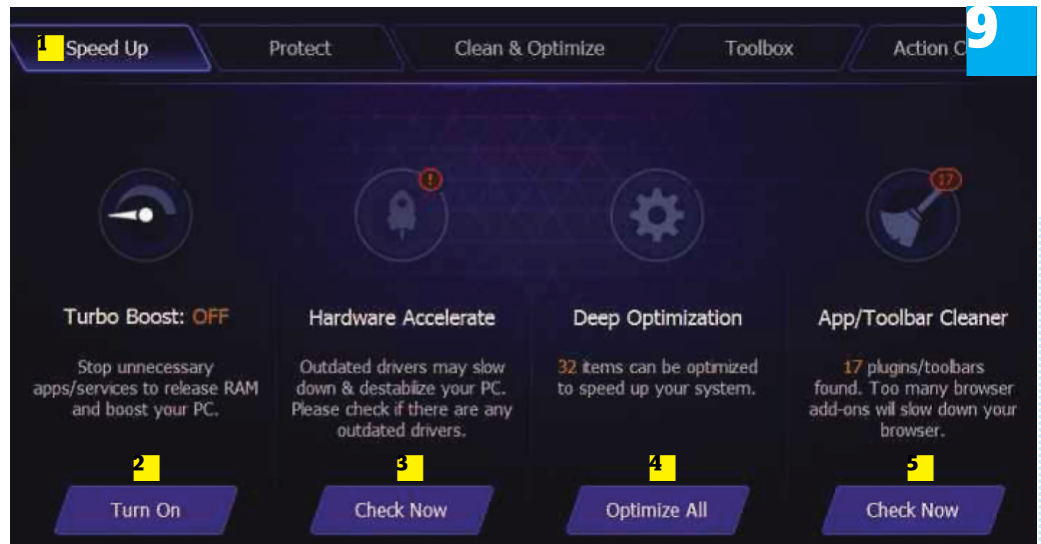 1 Speed Up Protect Clean & Optimize Toolbox Action C 9
! 17
Turbo Boost: OFF Hardware Accelerate Deep Optimization App/Toolbar Cleaner
Stop unnecessary
apps/services to release RAM
and boost your PC.
Outdated drivers may slow
down & destabilize your PC.
Please check if there are any
outdated drivers.
32 items can be optimized
to speed up your system.
17 plugins/toolbars
found. Too many browser
add-ons will slow down your
browser.
2 3 4 5
Turn On Check Now Optimize All Check Now